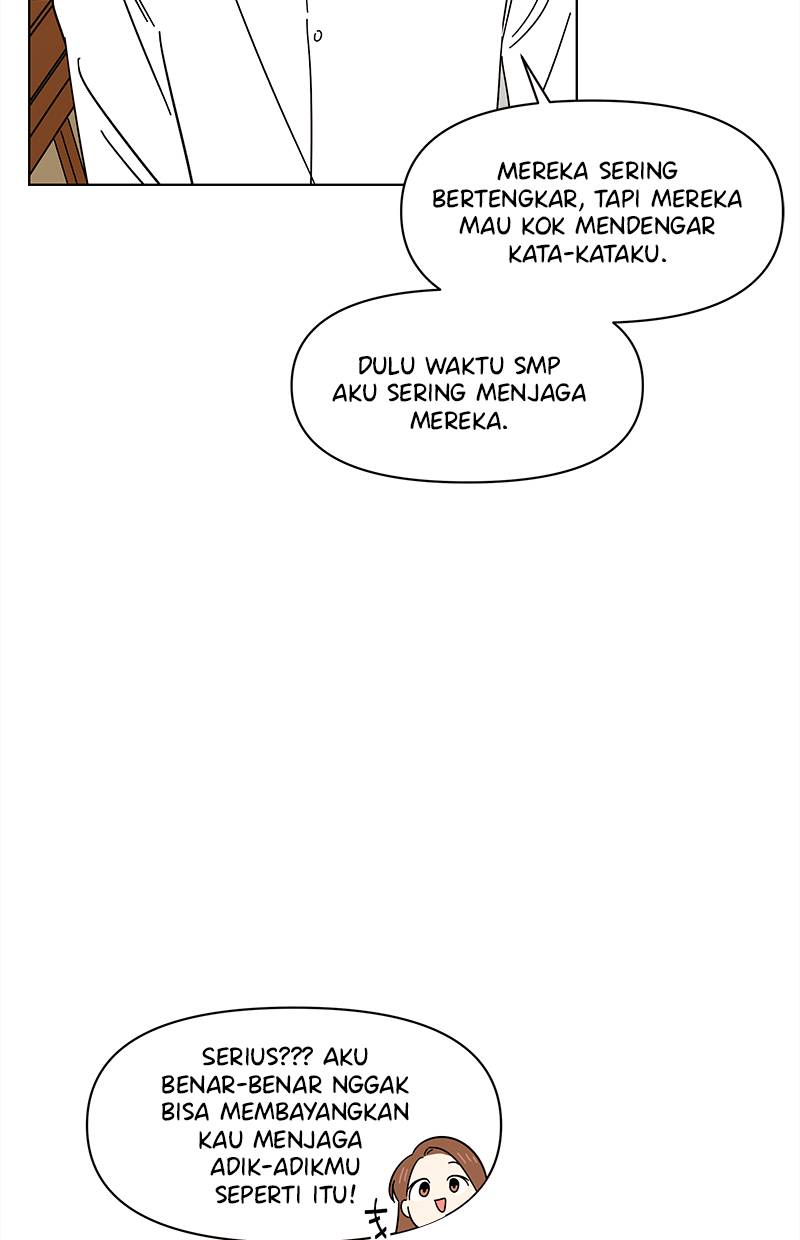 MEREKA SERING
BERTENGKAR, TAPI MEREKA
MAU KOK MENDENGAR
KATA-KATAKU.
DULU WAKTU SMP
AKU SERING MENJAGA
MEREKA.
SERIUS??? AKU
BENAR-BENAR NGGAK
BISA MEMBAYANGKAN
KAU MENJAGA
ADIK-ADIKMU
SEPERTI ITU!